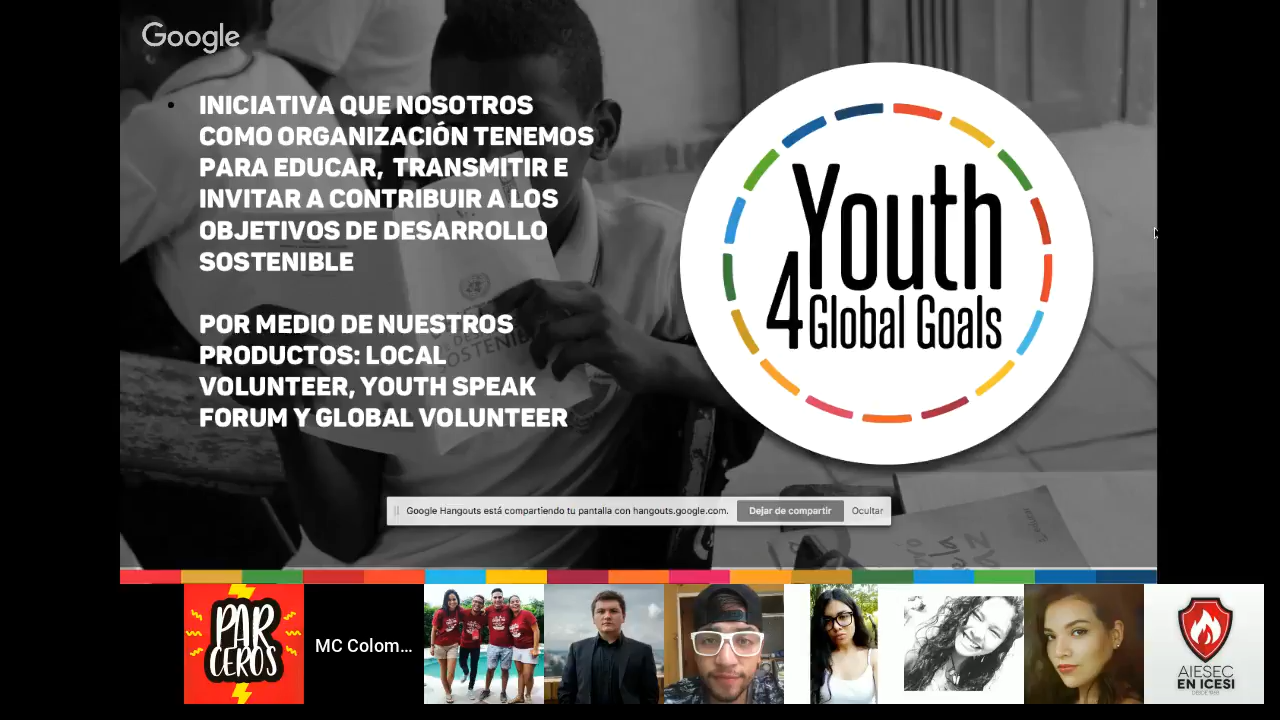 Google
INICIATIVA QUE NOSOTROS
COMO ORGANIZACIÓN TENEMOS
PARA EDUCAR, TRANSMITIR E
INVITAR A CONTRIBUIR A LOS
OBJETIVOS DE DESARROLLO
SOSTENIBLE
POR MEDIO DE NUESTROS
PRODUCTOS: LOCAL
VOLUNTEER, YOUTH SPEAK
FORUM Y GLOBAL VOLUNTEER
Youth
4 Global Goals
SOSTENIBLE
Google Hangouts está compartiendo tu pantalla con hangouts.google.com.
Dejar de compartir
Ocultar
PAR
CEROS
MC Colom...
AIESEC
EN ICESI